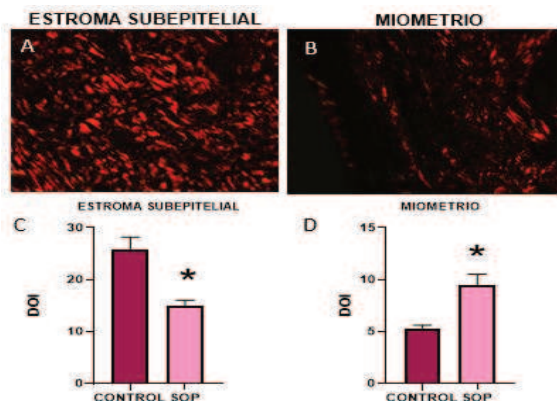 ESTROMA SUBEPITELIAL
MIOMETRIO
A
B
C
ESTROMA SUBEPITELIAL
30
20
10
0
DOI
*
CONTROL SOP
D
MIOMETRIO
15
10
5
0
DOI
*
CONTROL SOP